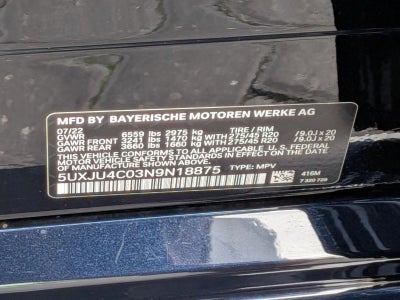 MFD BY BAYERISCHE MOTOREN WERKE AG
07/22
GVWR 6559 lbs 2975 kg TIRE / RIM
GAWR FRONT 3241 lbs 1470 kg WITH 275/45 R20 /9.0J x 20
GAWR REAR 3660 lbs 1660 kg WITH 275/45 R20 /9.0J x 20
THIS VEHICLE CONFORMS TO ALL APPLICABLE U.S. FEDERAL
MOTOR VEHICLE SAFETY STANDARDS IN EFFECT ON THE DATE OF
MANUFACTURE SHOWN ABOVE.
5UXJU4C03N9N18875 TYPE: MPV
416M
7 320 729